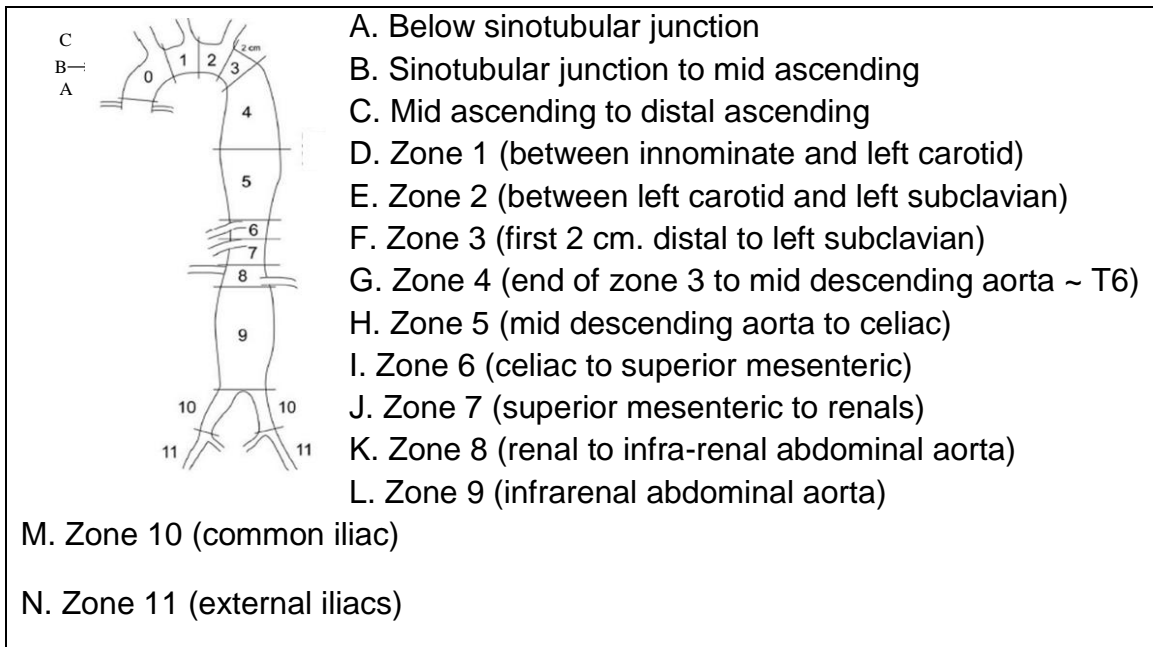 C
B
A
0
1
2
2 cm
3
4
5
6
7
8
9
10
10
11
11
A. Below sinotubular junction
B. Sinotubular junction to mid ascending
C. Mid ascending to distal ascending
D. Zone 1 (between innominate and left carotid)
E. Zone 2 (between left carotid and left subclavian)
F. Zone 3 (first 2 cm. distal to left subclavian)
G. Zone 4 (end of zone 3 to mid descending aorta ~ T6)
H. Zone 5 (mid descending aorta to celiac)
I. Zone 6 (celiac to superior mesenteric)
J. Zone 7 (superior mesenteric to renals)
K. Zone 8 (renal to infra-renal abdominal aorta)
L. Zone 9 (infrarenal abdominal aorta)
M. Zone 10 (common iliac)
N. Zone 11 (external iliacs)